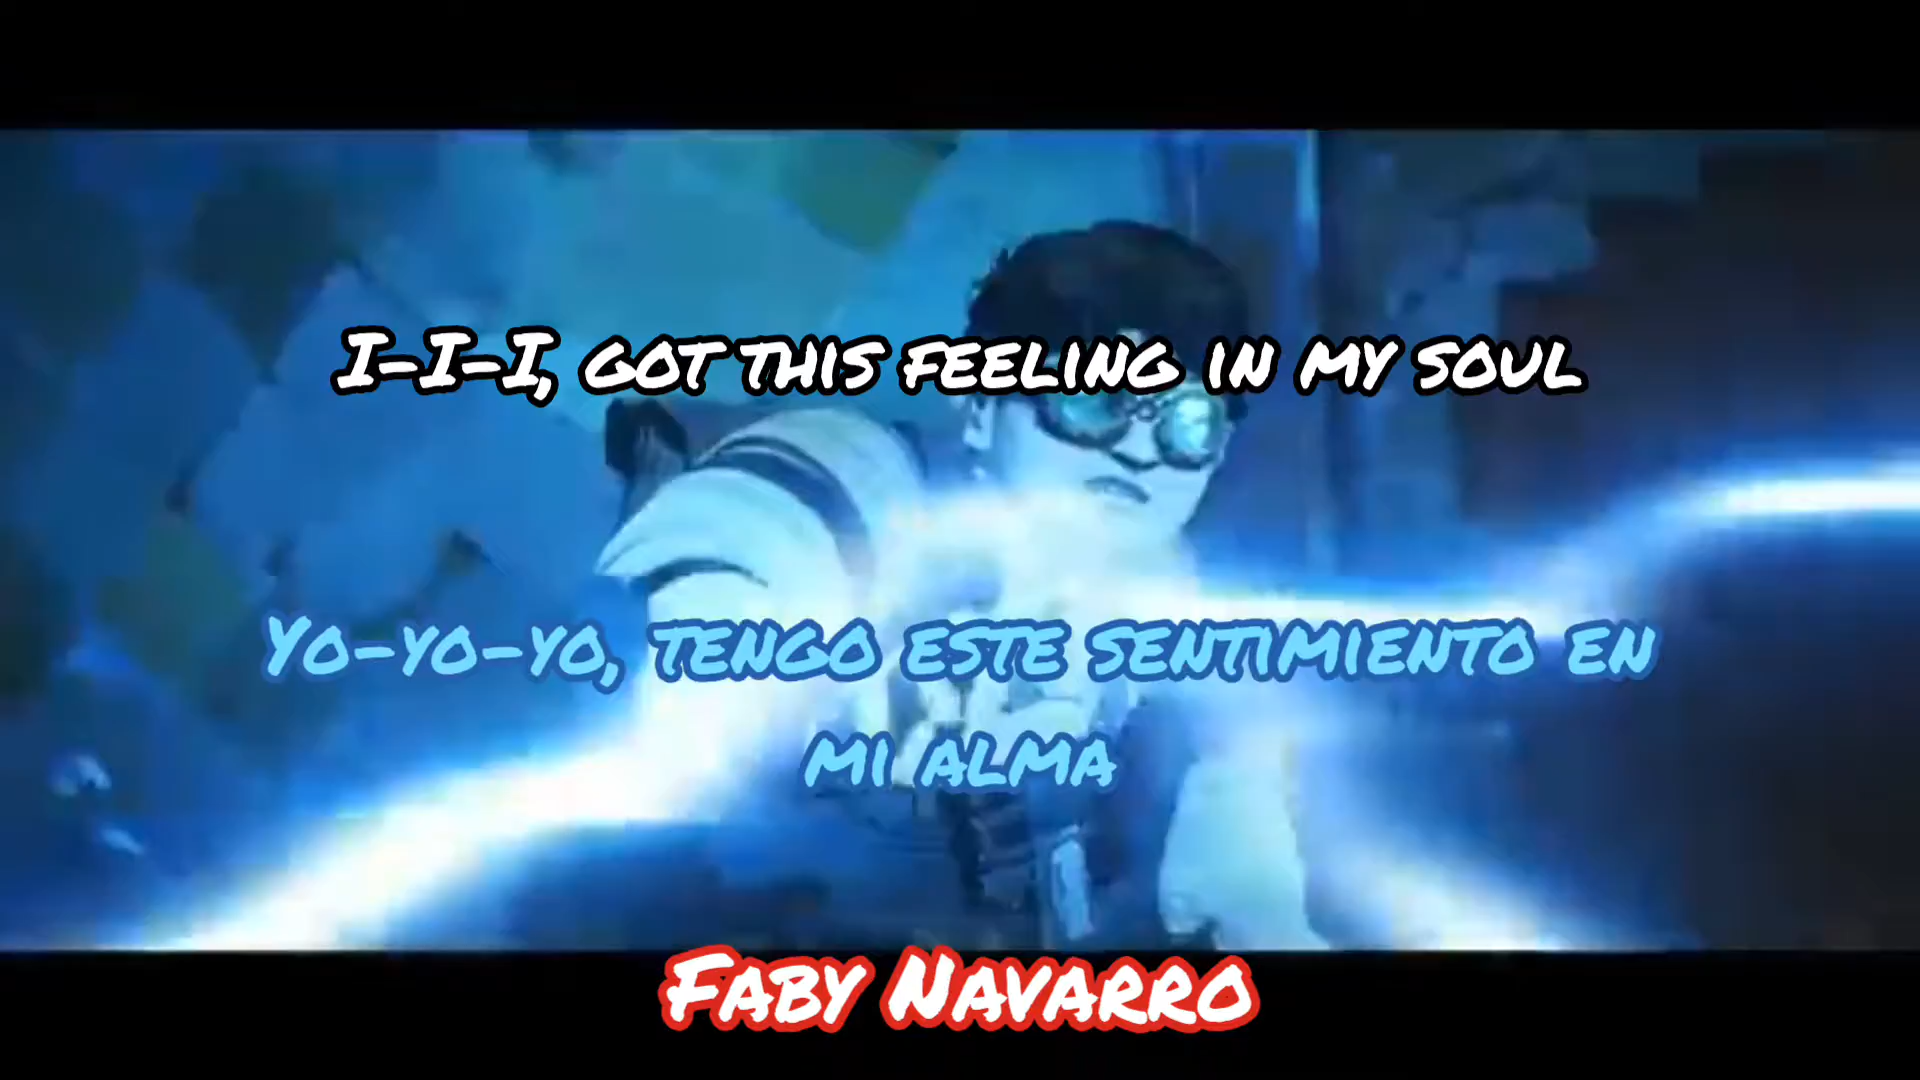 I-I-I, got this feeling in my soul
Yo-yo-yo, tengo este sentimiento en
mi alma
Faby Navarro